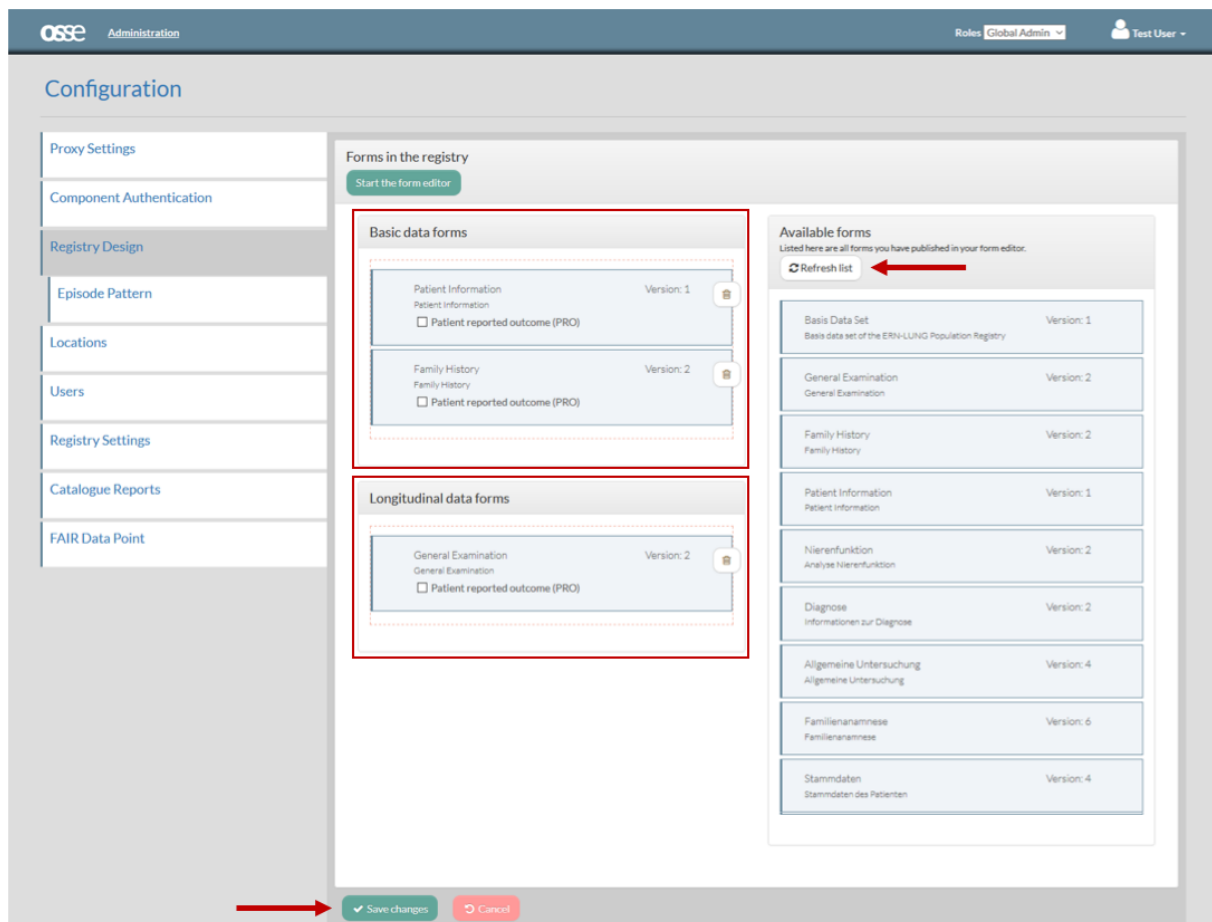 osse Administration Roles Global Admin Test User
Configuration
Proxy Settings
Component Authentication
Registry Design
Episode Pattern
Locations
Users
Registry Settings
Catalogue Reports
FAIR Data Point
Forms in the registry
Start the form editor
Basic data forms
Patient Information Version: 1
Patient Information
Patient reported outcome (PRO)
Family History Version: 2
Family History
Patient reported outcome (PRO)
Longitudinal data forms
General Examination Version: 2
General Examination
Patient reported outcome (PRO)
Available forms
Listed here are all forms you have published in your form editor.
Refresh list
Basis Data Set Version: 1
Basis data set of the ERN-LUNG Population Registry
General Examination Version: 2
General Examination
Family History Version: 2
Family History
Patient Information Version: 1
Patient Information
Nierenfunktion Version: 2
Analyse Nierenfunktion
Diagnose Version: 2
Informationen zur Diagnose
Allgemeine Untersuchung Version: 4
Allgemeine Untersuchung
Familienanamnese Version: 6
Familienanamnese
Stammdaten Version: 4
Stammdaten des Patienten
Save changes Cancel